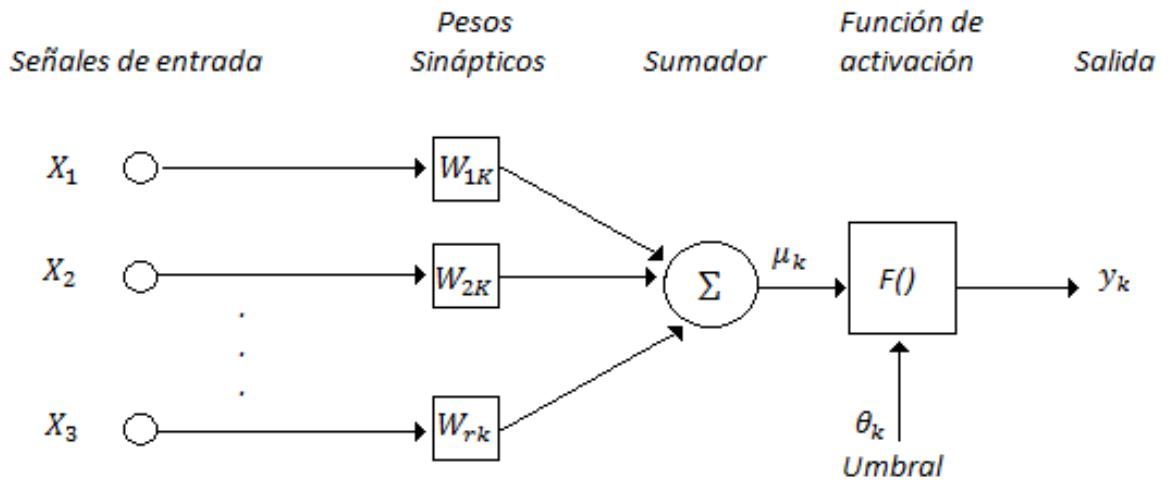 Señales de entrada
Pesos
Sinápticos
Sumador
Función de
activación
Salida
X₁
W₁K
X₂
W₂K
.
.
.
X₃
Wᵣₖ
Σ
μₖ
F()
yₖ
θₖ
Umbral